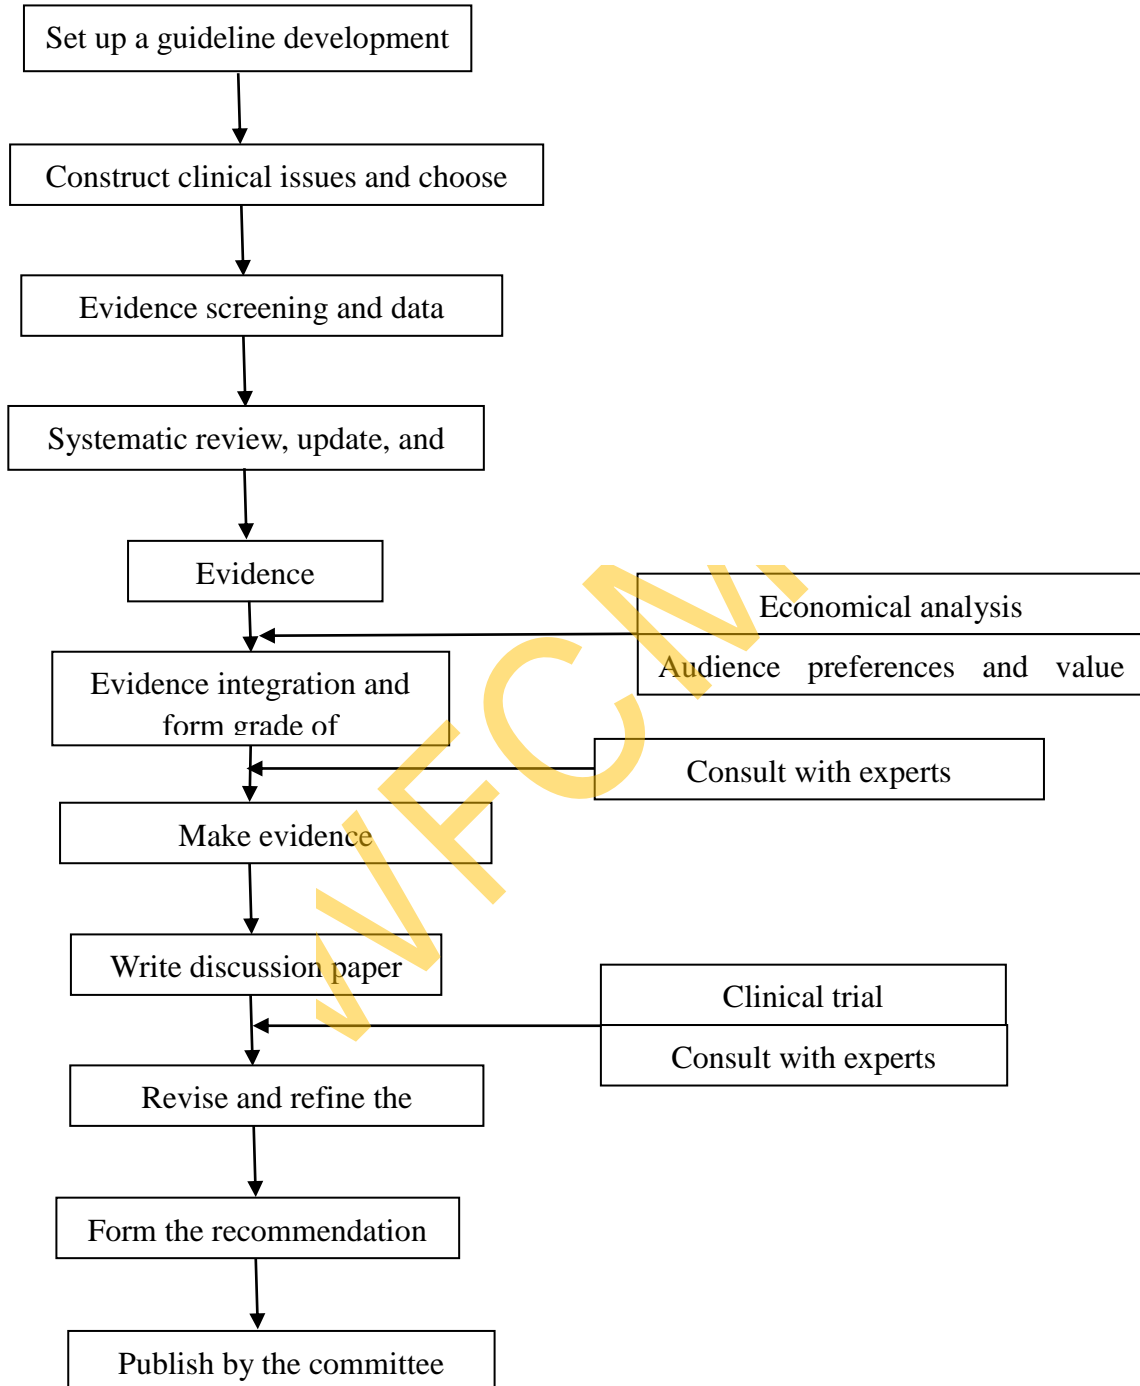 Set up a guideline development
Construct clinical issues and choose
Evidence screening and data
Systematic review, update, and
Evidence
Economical analysis
Audience preferences and value
Evidence integration and
form grade of
Consult with experts
Make evidence
Write discussion paper
Clinical trial
Consult with experts
Revise and refine the
Form the recommendation
Publish by the committee
WFCM